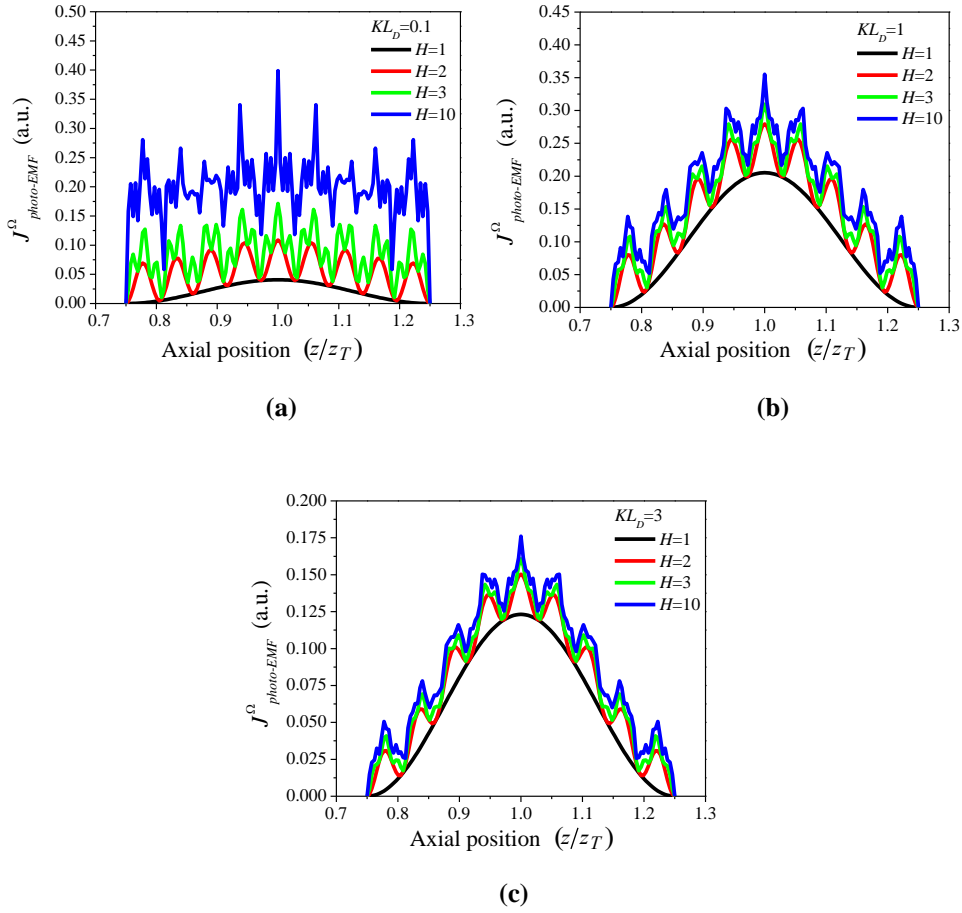 0.50
0.45
0.40
0.35
0.30
0.25
0.20
0.15
0.10
0.05
0.00
0.7 0.8 0.9 1.0 1.1 1.2 1.3
J^Ω_photo-EMF (a.u.)
Axial position (z/z_T)
KL_D=0.1
H=1
H=2
H=3
H=10
(a)
0.45
0.40
0.35
0.30
0.25
0.20
0.15
0.10
0.05
0.00
0.7 0.8 0.9 1.0 1.1 1.2 1.3
J^Ω_photo-EMF (a.u.)
Axial position (z/z_T)
KL_D=1
H=1
H=2
H=3
H=10
(b)
0.200
0.175
0.150
0.125
0.100
0.075
0.050
0.025
0.000
0.7 0.8 0.9 1.0 1.1 1.2 1.3
J^Ω_photo-EMF (a.u.)
Axial position (z/z_T)
KL_D=3
H=1
H=2
H=3
H=10
(c)